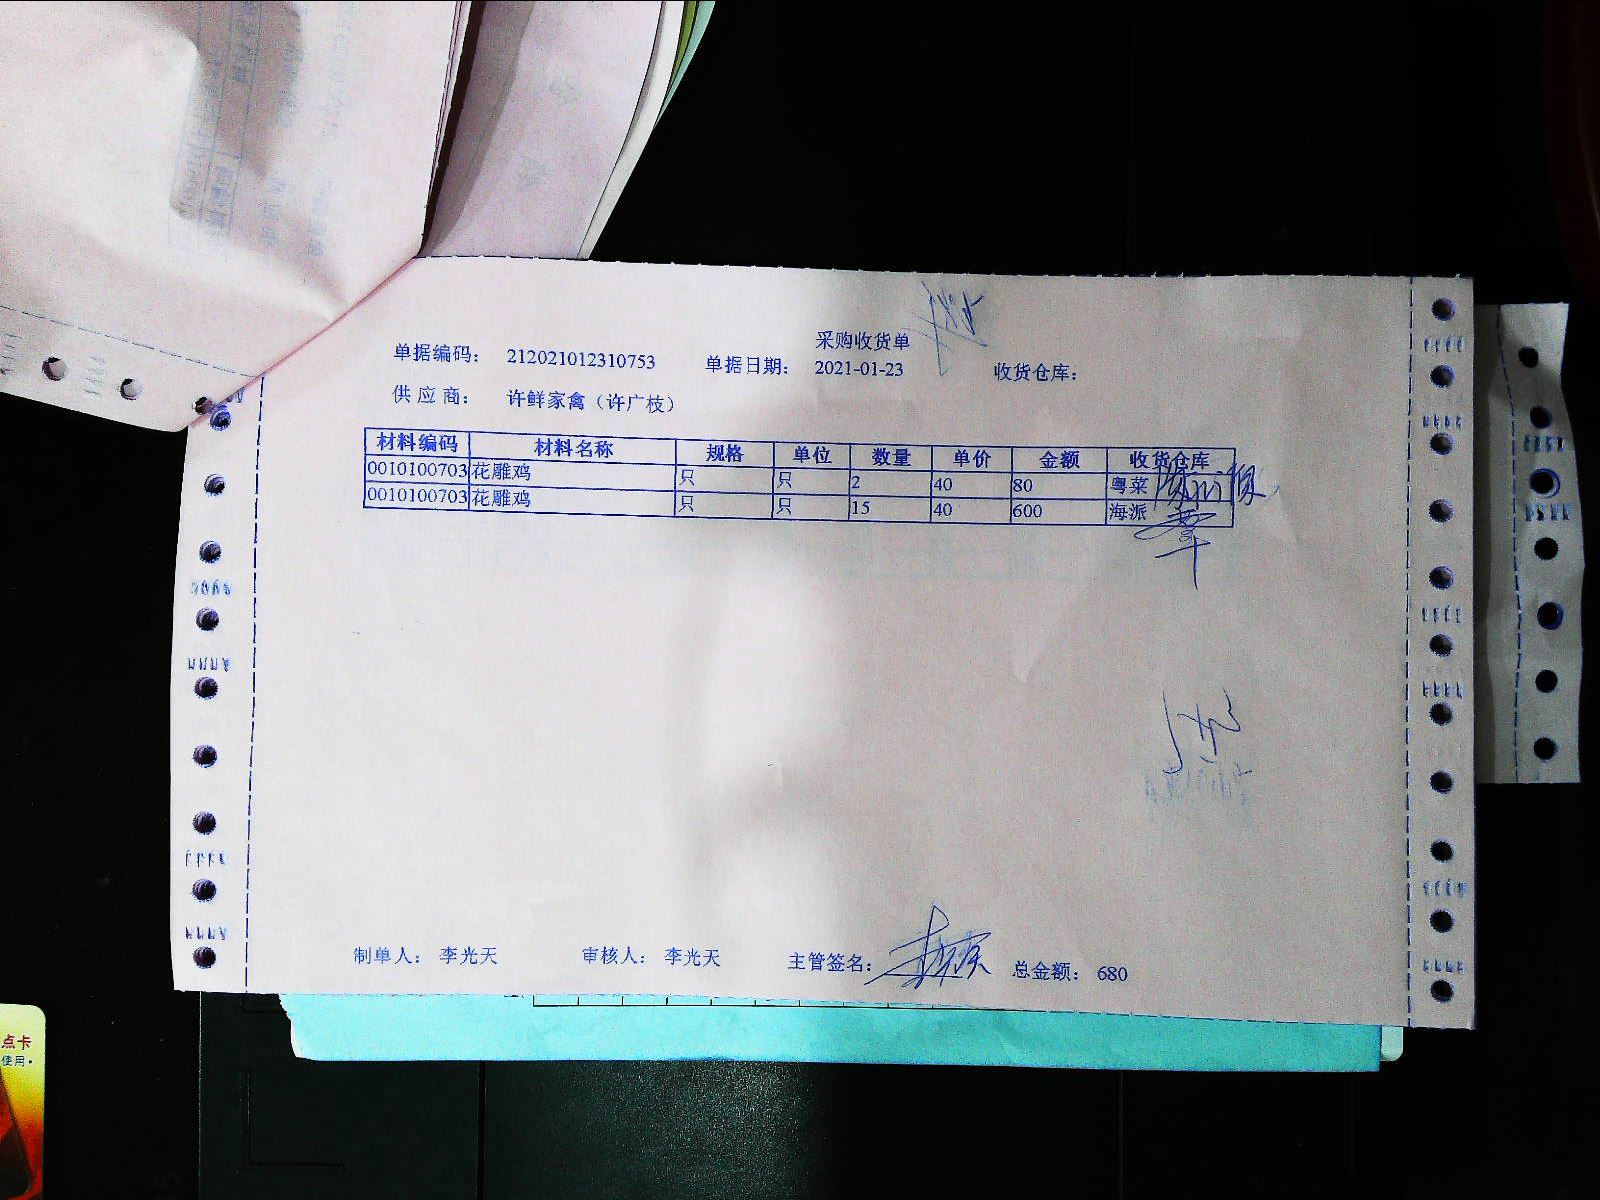 采购收货单
单据编码： 212021012310753 单据日期： 2021-01-23 收货仓库：
供 应 商： 许鲜家禽（许广枝）
材料编码 材料名称 规格 单位 数量 单价 金额 收货仓库
0010100703 花雕鸡 只 只 2 40 80 粤菜
0010100703 花雕鸡 只 只 15 40 600 海派
制单人： 李光天 审核人： 李光天 主管签名： 总金额： 680
点卡
使用